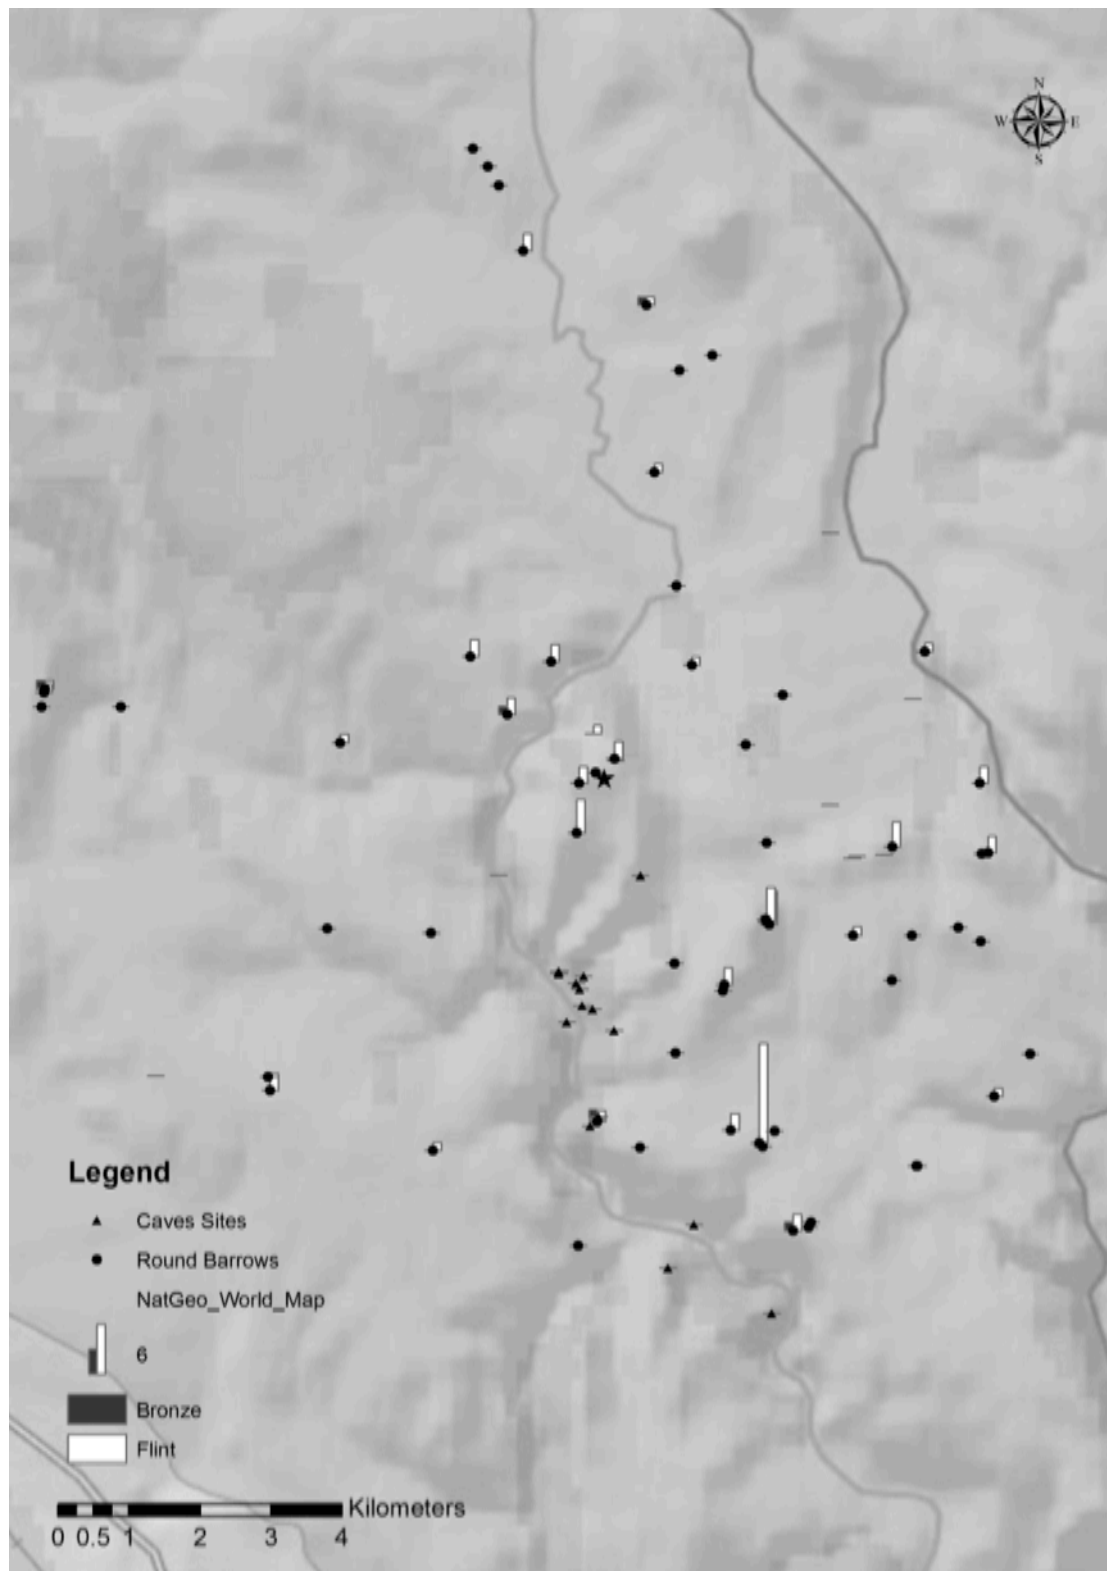 N
W E
S
Legend
Caves Sites
Round Barrows
NatGeo_World_Map
6
Bronze
Flint
Kilometers
0 0.5 1 2 3 4